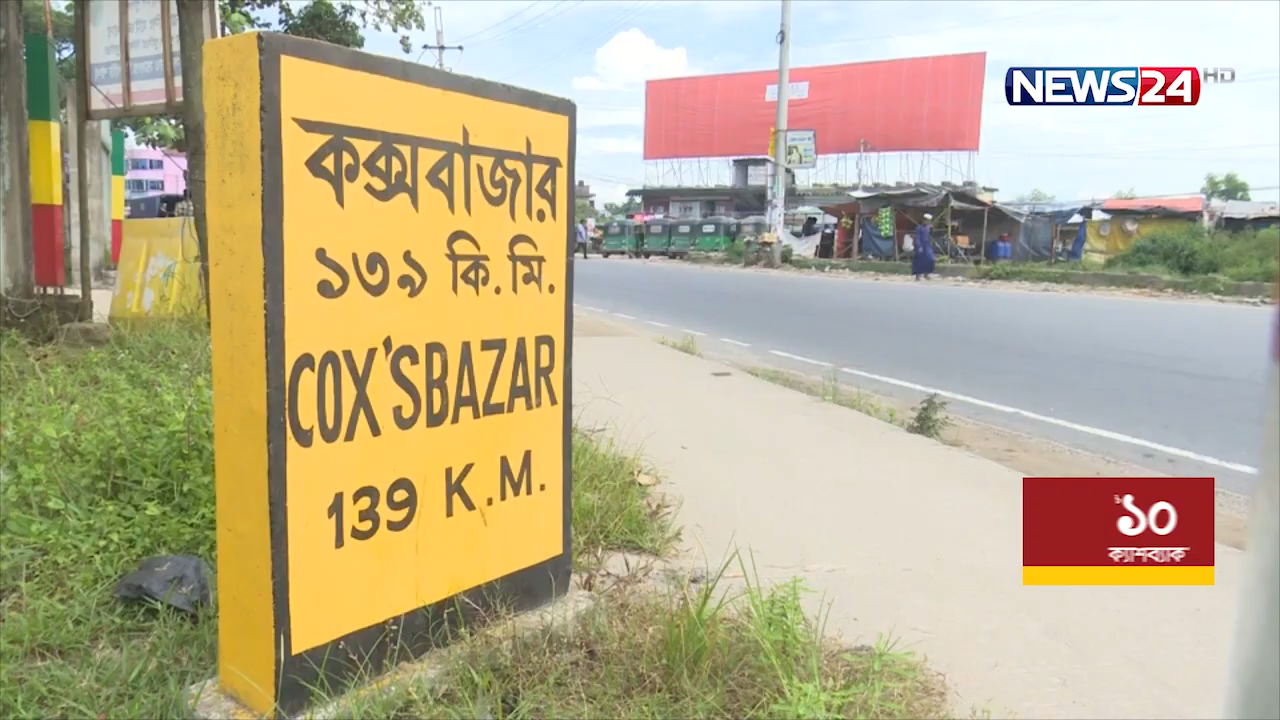 কক্সবাজার
১৩৯ কি. মি.
COX'SBAZAR
139 K.M.
NEWS24 HD
৳১০
ক্যাশব্যাক